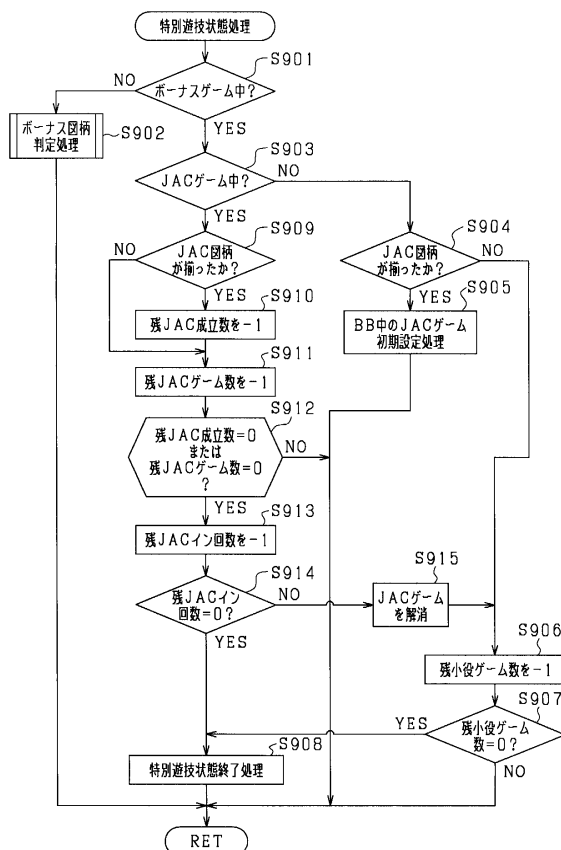 特別遊技状態処理
S901
NO
ボーナスゲーム中?
ボーナス図柄
判定処理
S902
YES
S903
JACゲーム中?
NO
YES
S909
NO
JAC図柄
が揃ったか?
S904
JAC図柄
が揃ったか?
NO
YES
S910
YES
S905
残JAC成立数を-1
BB中のJACゲーム
初期設定処理
S911
残JACゲーム数を-1
S912
残JAC成立数=0
または
残JACゲーム数=0
?
NO
YES
S913
残JACイン回数を-1
S914
S915
残JACイン
回数=0?
NO
JACゲーム
を解消
YES
S906
残小役ゲーム数を-1
S907
YES
残小役ゲーム
数=0?
S908
NO
特別遊技状態終了処理
RET